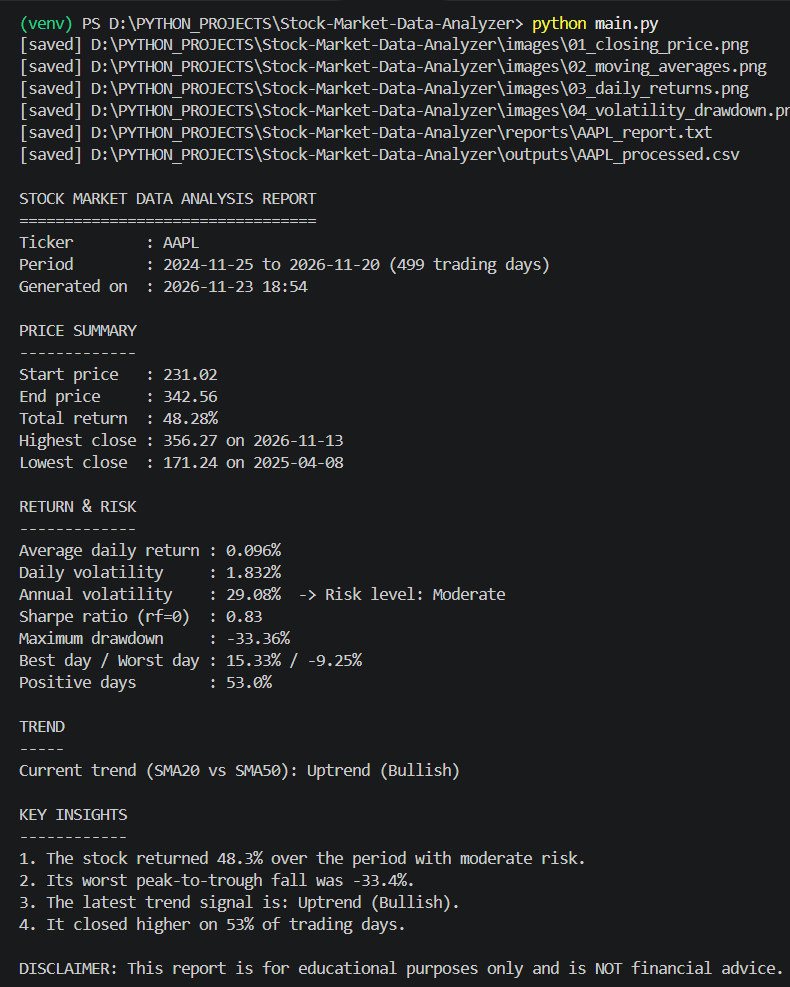 (venv) PS D:\PYTHON_PROJECTS\Stock-Market-Data-Analyzer> python main.py
[saved] D:\PYTHON_PROJECTS\Stock-Market-Data-Analyzer\images\01_closing_price.png
[saved] D:\PYTHON_PROJECTS\Stock-Market-Data-Analyzer\images\02_moving_averages.png
[saved] D:\PYTHON_PROJECTS\Stock-Market-Data-Analyzer\images\03_daily_returns.png
[saved] D:\PYTHON_PROJECTS\Stock-Market-Data-Analyzer\images\04_volatility_drawdown.pn
[saved] D:\PYTHON_PROJECTS\Stock-Market-Data-Analyzer\reports\AAPL_report.txt
[saved] D:\PYTHON_PROJECTS\Stock-Market-Data-Analyzer\outputs\AAPL_processed.csv

STOCK MARKET DATA ANALYSIS REPORT
=================================
Ticker        : AAPL
Period        : 2024-11-25 to 2026-11-20 (499 trading days)
Generated on  : 2026-11-23 18:54

PRICE SUMMARY
-------------
Start price   : 231.02
End price     : 342.56
Total return  : 48.28%
Highest close : 356.27 on 2026-11-13
Lowest close  : 171.24 on 2025-04-08

RETURN & RISK
-------------
Average daily return : 0.096%
Daily volatility     : 1.832%
Annual volatility    : 29.08%  -> Risk level: Moderate
Sharpe ratio (rf=0)  : 0.83
Maximum drawdown     : -33.36%
Best day / Worst day : 15.33% / -9.25%
Positive days        : 53.0%

TREND
-----
Current trend (SMA20 vs SMA50): Uptrend (Bullish)

KEY INSIGHTS
------------
1. The stock returned 48.3% over the period with moderate risk.
2. Its worst peak-to-trough fall was -33.4%.
3. The latest trend signal is: Uptrend (Bullish).
4. It closed higher on 53% of trading days.

DISCLAIMER: This report is for educational purposes only and is NOT financial advice.